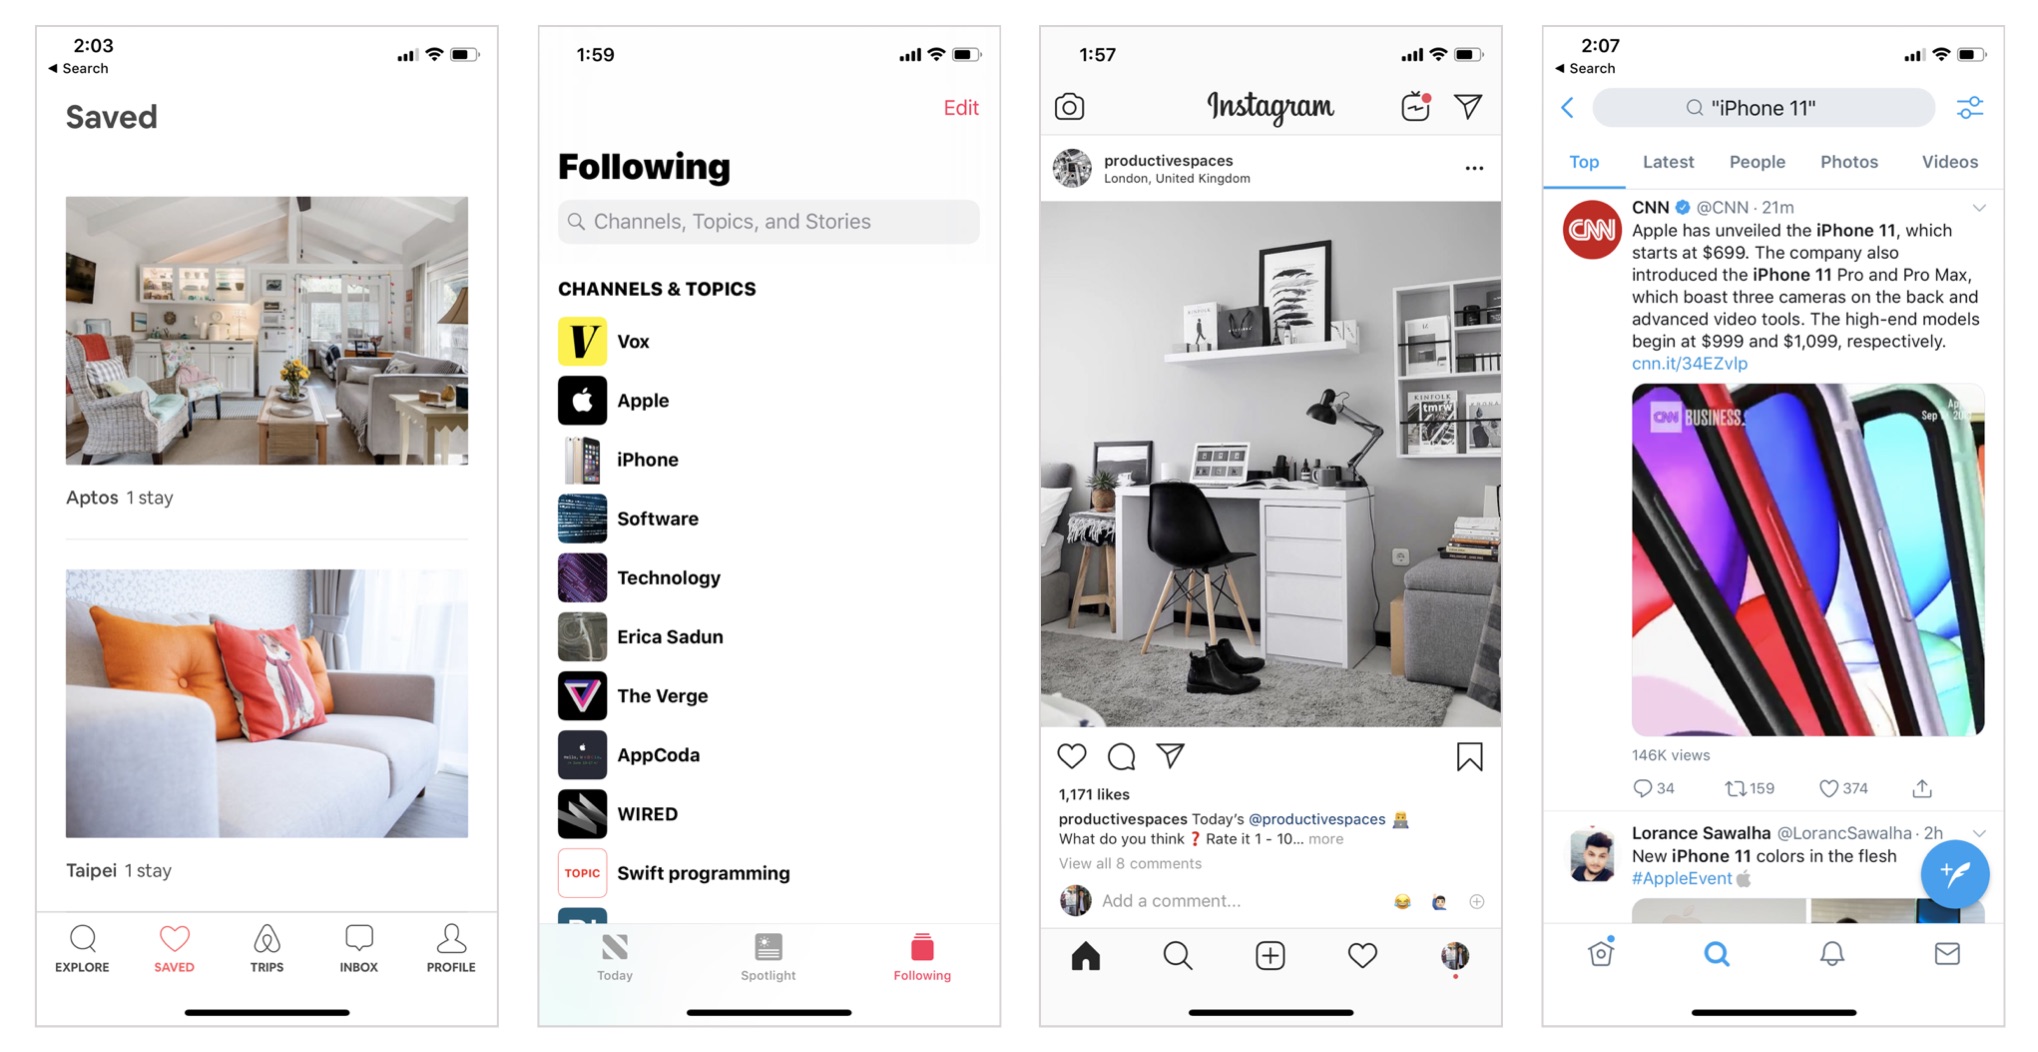 2:03
◀ Search
Saved
Aptos 1 stay
Taipei 1 stay
EXPLORE SAVED TRIPS INBOX PROFILE
1:59
Edit
Following
Channels, Topics, and Stories
CHANNELS & TOPICS
Vox
Apple
iPhone
Software
Technology
Erica Sadun
The Verge
AppCoda
WIRED
TOPIC Swift programming
Today Spotlight Following
1:57
Instagram
productivespaces
London, United Kingdom
KINFOLK
KINFOLK
tmrw
1,171 likes
productivespaces Today's @productivespaces
What do you think ❓ Rate it 1 - 10... more
View all 8 comments
Add a comment...
2:07
◀ Search
"iPhone 11"
Top Latest People Photos Videos
CNN @CNN · 21m
CNN
Apple has unveiled the iPhone 11, which
starts at $699. The company also
introduced the iPhone 11 Pro and Pro Max,
which boast three cameras on the back and
advanced video tools. The high-end models
begin at $999 and $1,099, respectively.
cnn.it/34EZvlp
CNN BUSINESS
146K views
34 159 374
Lorance Sawalha @LorancSawalha · 2h
New iPhone 11 colors in the flesh
#AppleEvent